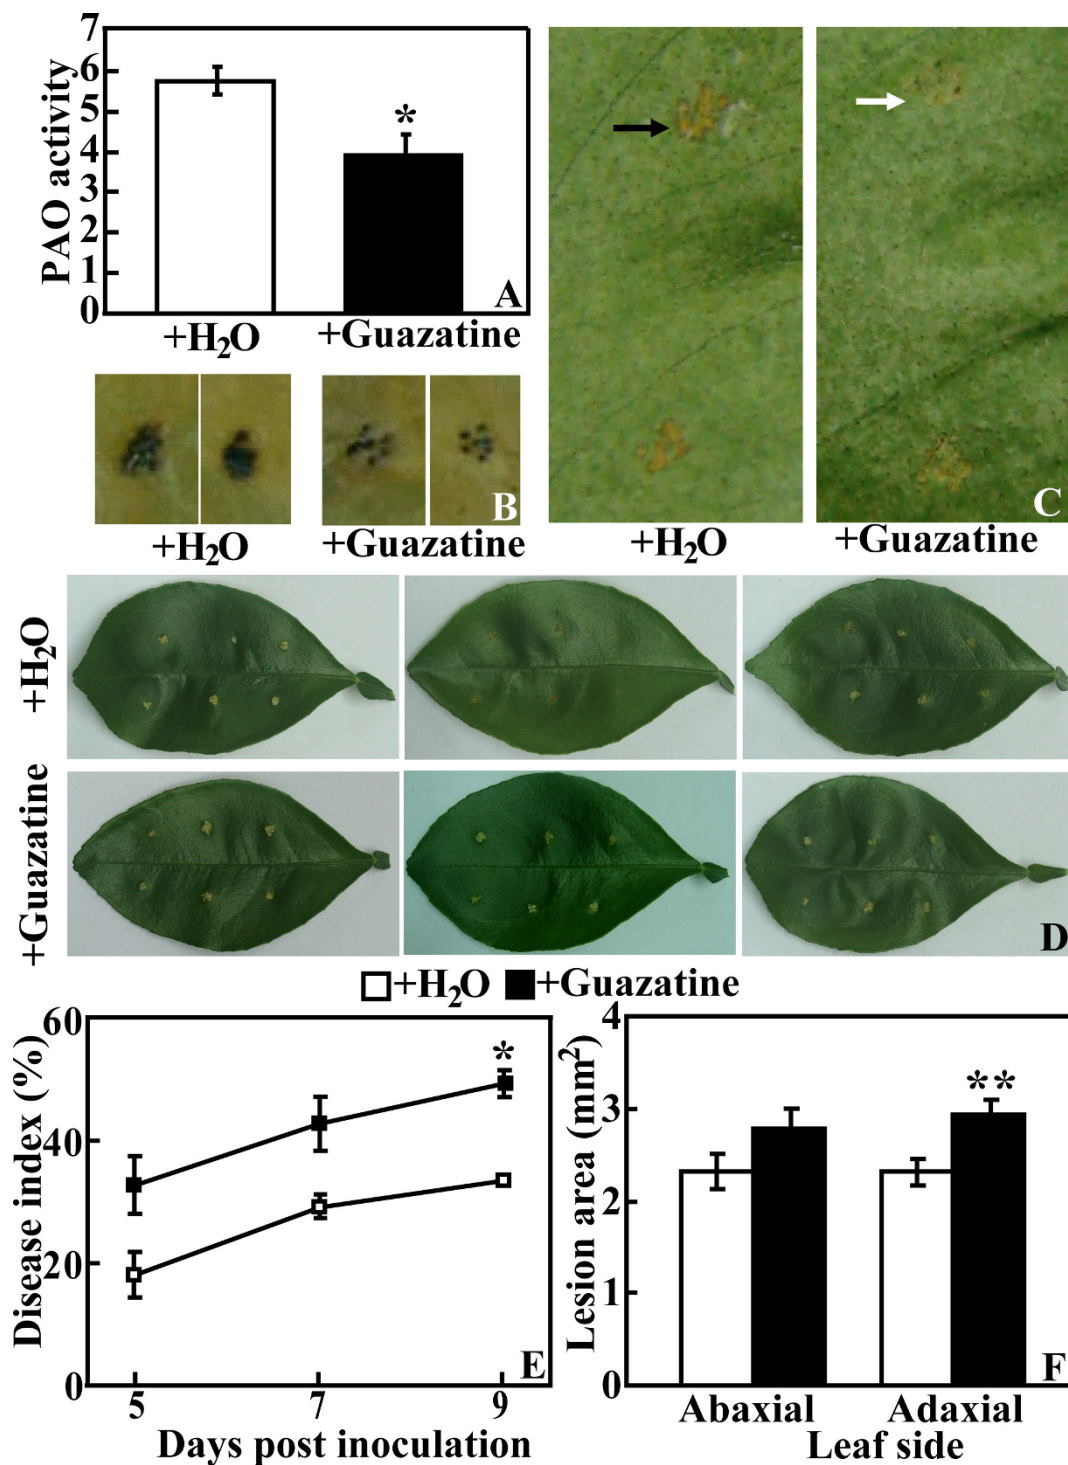 PAO activity
7
6
5
4
3
2
1
0
*
A
+H₂O
+Guazatine
B
+H₂O
+Guazatine
C
+H₂O
+Guazatine
+H₂O
+Guazatine
D
+H₂O +Guazatine
Disease index (%)
60
40
20
0
*
E
5 7 9
Days post inoculation
Lesion area (mm²)
4
3
2
1
0
**
F
Abaxial Adaxial
Leaf side